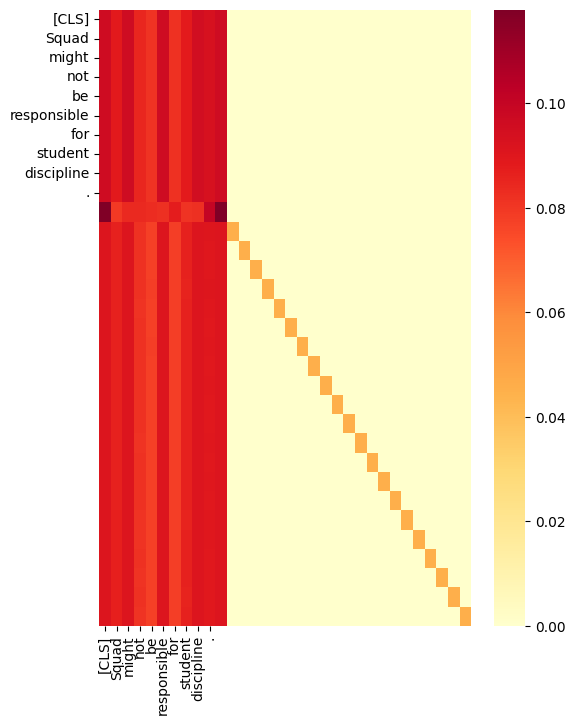 [CLS]
Squad
might
not
be
responsible
for
student
discipline
.
0.10
0.08
0.06
0.04
0.02
0.00
[CLS]
Squad
might
not
be
responsible
for
student
discipline
.